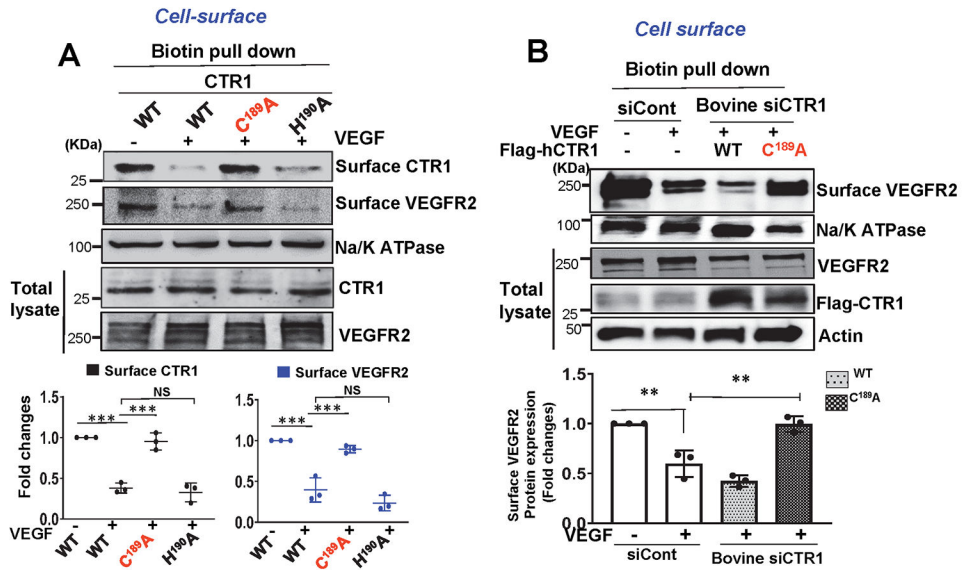 Cell-surface
A
Biotin pull down
CTR1
WT WT C¹⁸⁹A H¹⁹⁰A
VEGF
(KDa) - + + +
Surface CTR1
25
250
Surface VEGFR2
100
Na/K ATPase
Total lysate
CTR1
25
VEGFR2
250
Surface CTR1
NS
*** ***
Fold changes
1.5
1.0
0.5
0.0
VEGF - + + +
WT WT C¹⁸⁹A H¹⁹⁰A
Surface VEGFR2
NS
*** ***
1.5
1.0
0.5
0.0
- + + +
WT WT C¹⁸⁹A H¹⁹⁰A
Cell surface
B
Biotin pull down
siCont Bovine siCTR1
VEGF - + + +
Flag-hCTR1 - - WT C¹⁸⁹A
(KDa)
250
Surface VEGFR2
100
Na/K ATPase
Total lysate
250
VEGFR2
25
Flag-CTR1
50
Actin
WT
C¹⁸⁹A
** **
Surface VEGFR2
Protein expression
(Fold changes)
1.5
1.0
0.5
0.0
VEGF - + + +
siCont Bovine siCTR1